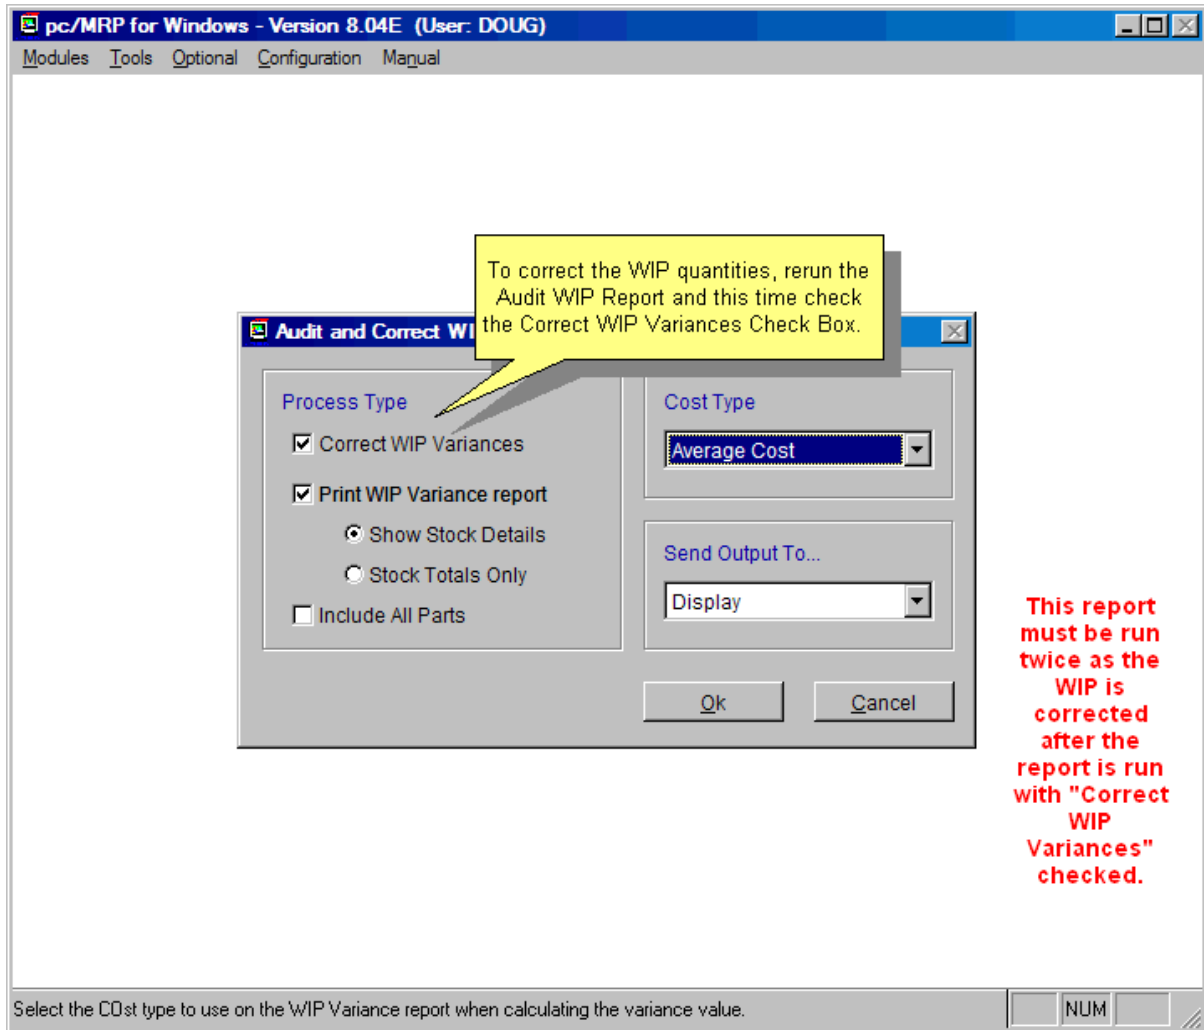 pc/MRP for Windows - Version 8.04E (User: DOUG)
Modules Tools Optional Configuration Manual
To correct the WIP quantities, rerun the
Audit WIP Report and this time check
the Correct WIP Variances Check Box.
Audit and Correct WI
Process Type
Correct WIP Variances
Print WIP Variance report
Show Stock Details
Stock Totals Only
Include All Parts
Cost Type
Average Cost
Send Output To...
Display
Ok Cancel
This report
must be run
twice as the
WIP is
corrected
after the
report is run
with "Correct
WIP
Variances"
checked.
Select the COst type to use on the WIP Variance report when calculating the variance value.
NUM